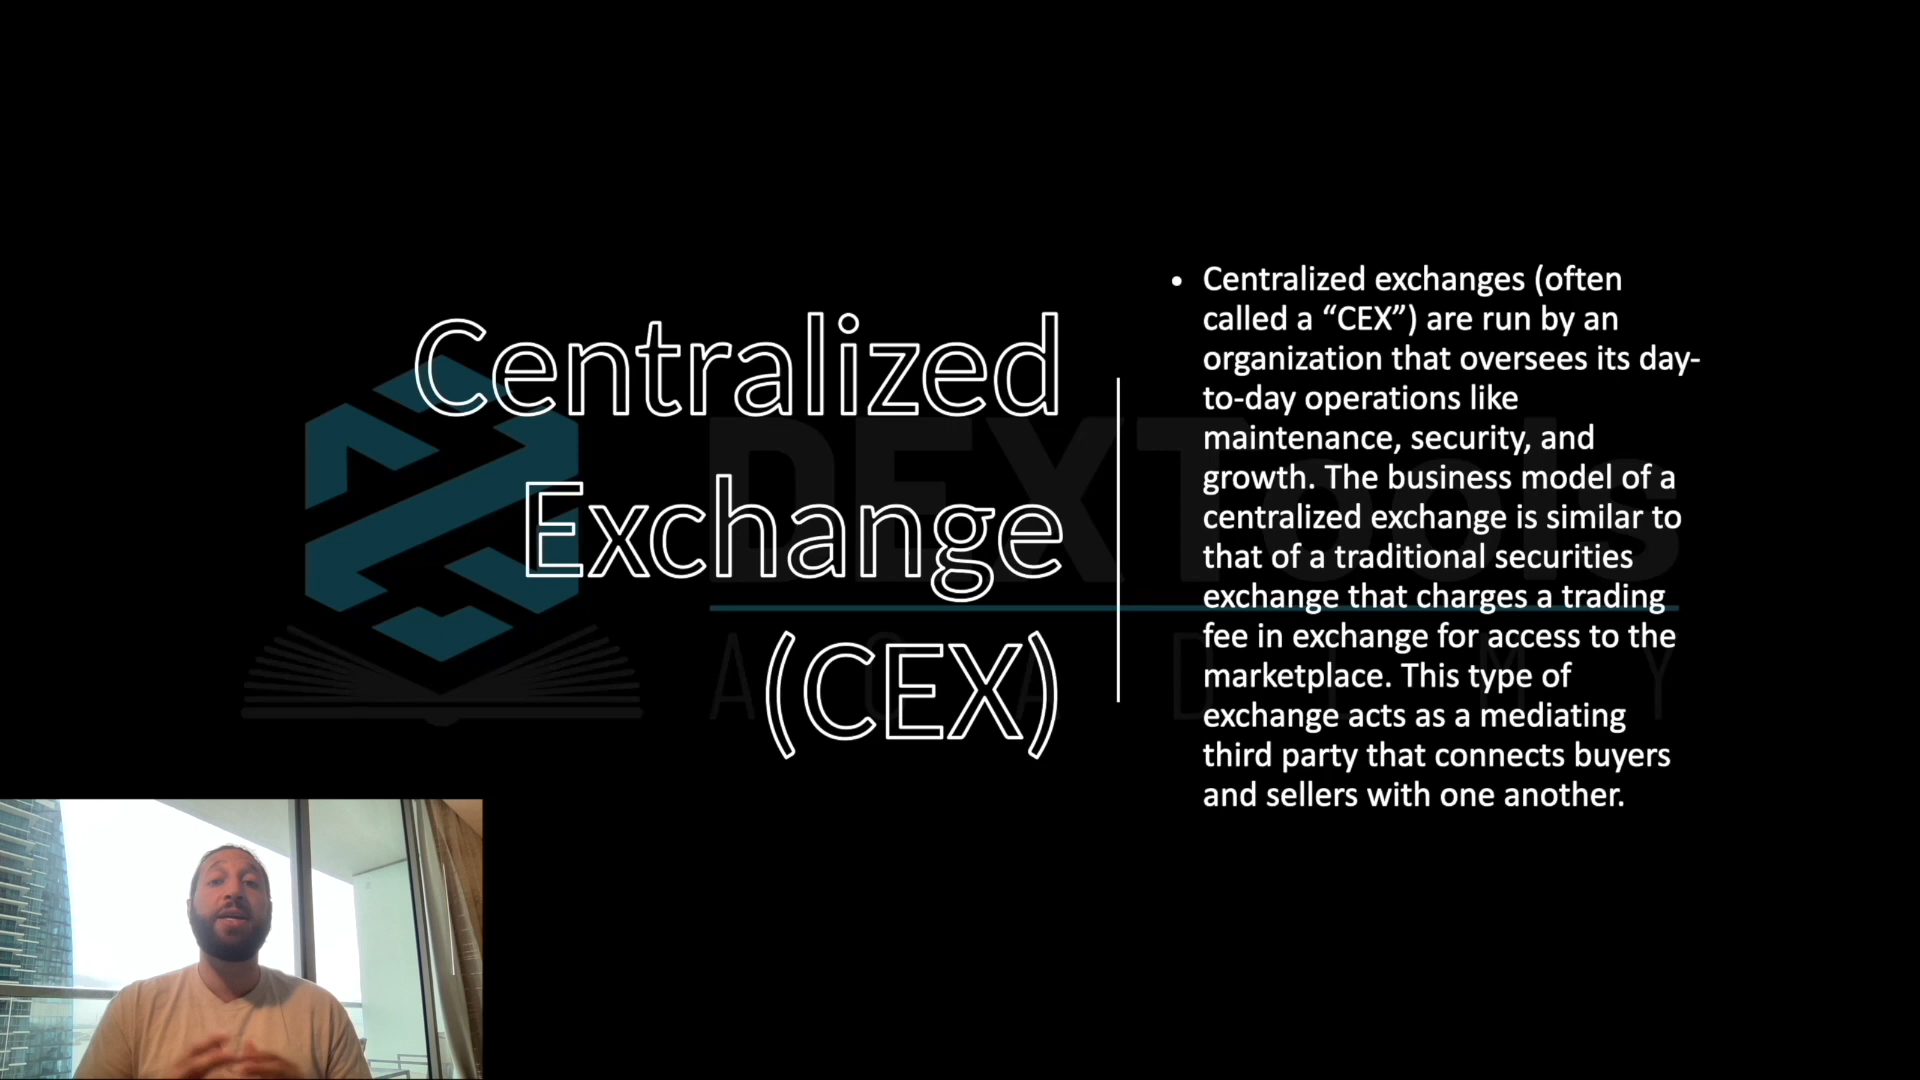 Centralized
Exchange
(CEX)
• Centralized exchanges (often
called a “CEX”) are run by an
organization that oversees its day-
to-day operations like
maintenance, security, and
growth. The business model of a
centralized exchange is similar to
that of a traditional securities
exchange that charges a trading
fee in exchange for access to the
marketplace. This type of
exchange acts as a mediating
third party that connects buyers
and sellers with one another.
DEXTools
ACADEMY